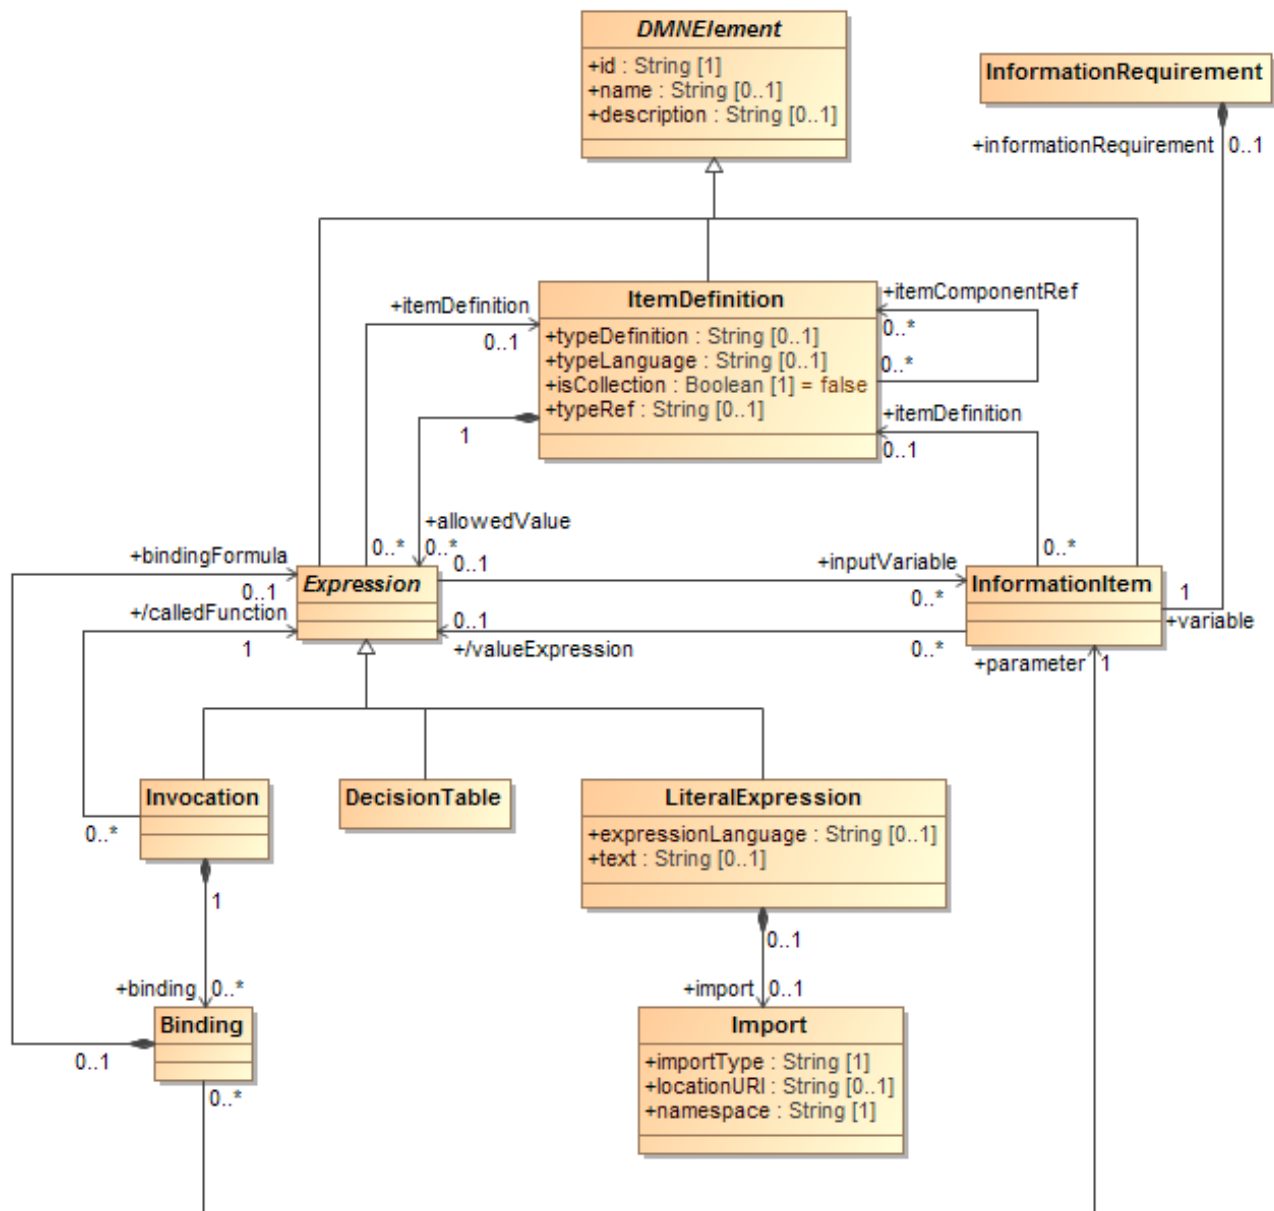 DMNElement
+id : String [1]
+name : String [0..1]
+description : String [0..1]
InformationRequirement
+informationRequirement
0..1
ItemDefinition
+typeDefinition : String [0..1]
+typeLanguage : String [0..1]
+isCollection : Boolean [1] = false
+typeRef : String [0..1]
+itemDefinition
0..1
+itemComponentRef
0..*
0..*
+itemDefinition
0..1
1
+allowedValue
0..*
0..*
0..1
+bindingFormula
0..1
+/calledFunction
1
Expression
+inputVariable
0..*
0..1
+/valueExpression
0..*
0..*
InformationItem
1
+variable
+parameter
1
Invocation
0..*
1
DecisionTable
LiteralExpression
+expressionLanguage : String [0..1]
+text : String [0..1]
0..1
+binding
0..*
+import
0..1
Binding
0..1
0..*
Import
+importType : String [1]
+locationURI : String [0..1]
+namespace : String [1]